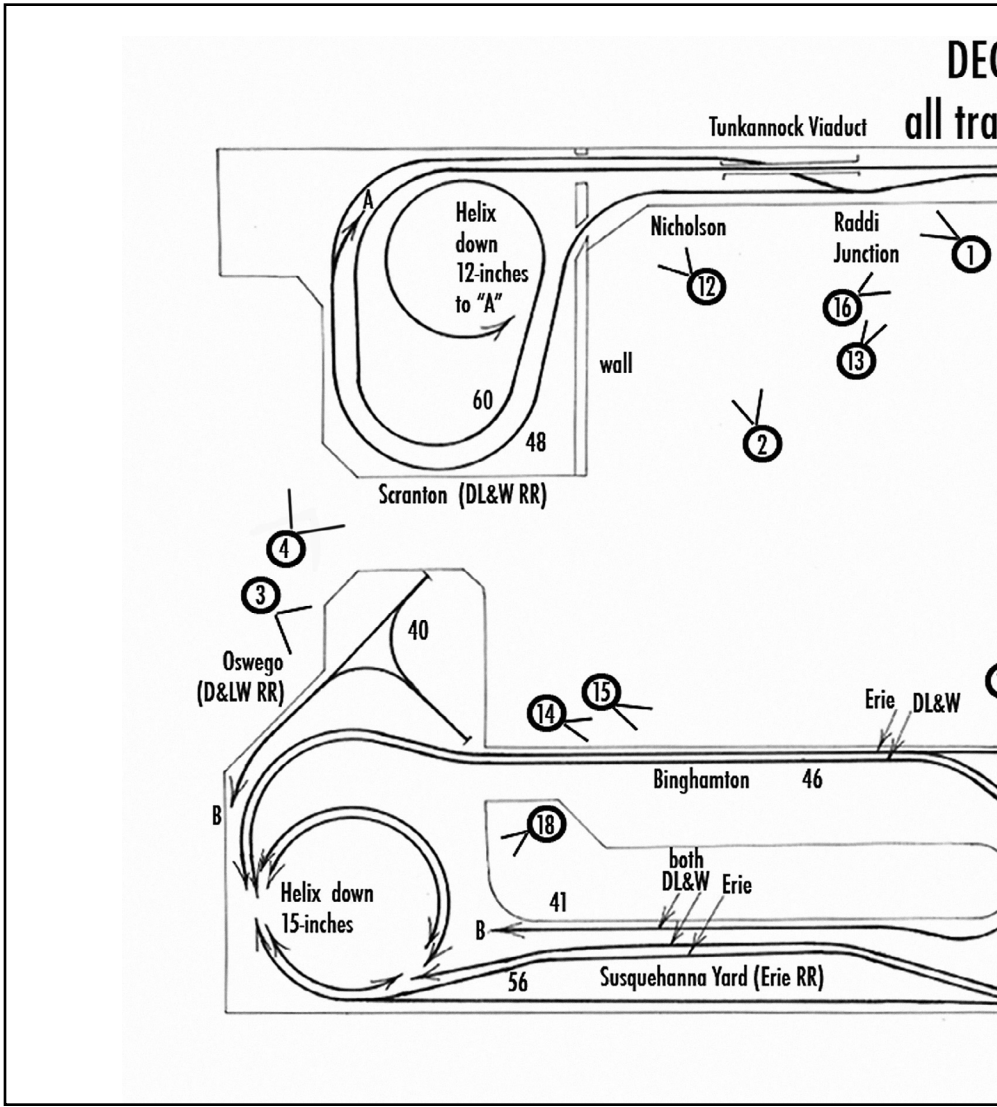 DEC
all tra
Tunkannock Viaduct
A
Helix
down
12-inches
to “A”
Nicholson
Raddi
Junction
1
12
16
13
wall
60
2
48
Scranton (DL&W RR)
4
3
40
Oswego
(D&LW RR)
15
14
Erie DL&W
Binghamton 46
B
18
both
DL&W Erie
Helix down
15-inches
41
B
56
Susquehanna Yard (Erie RR)